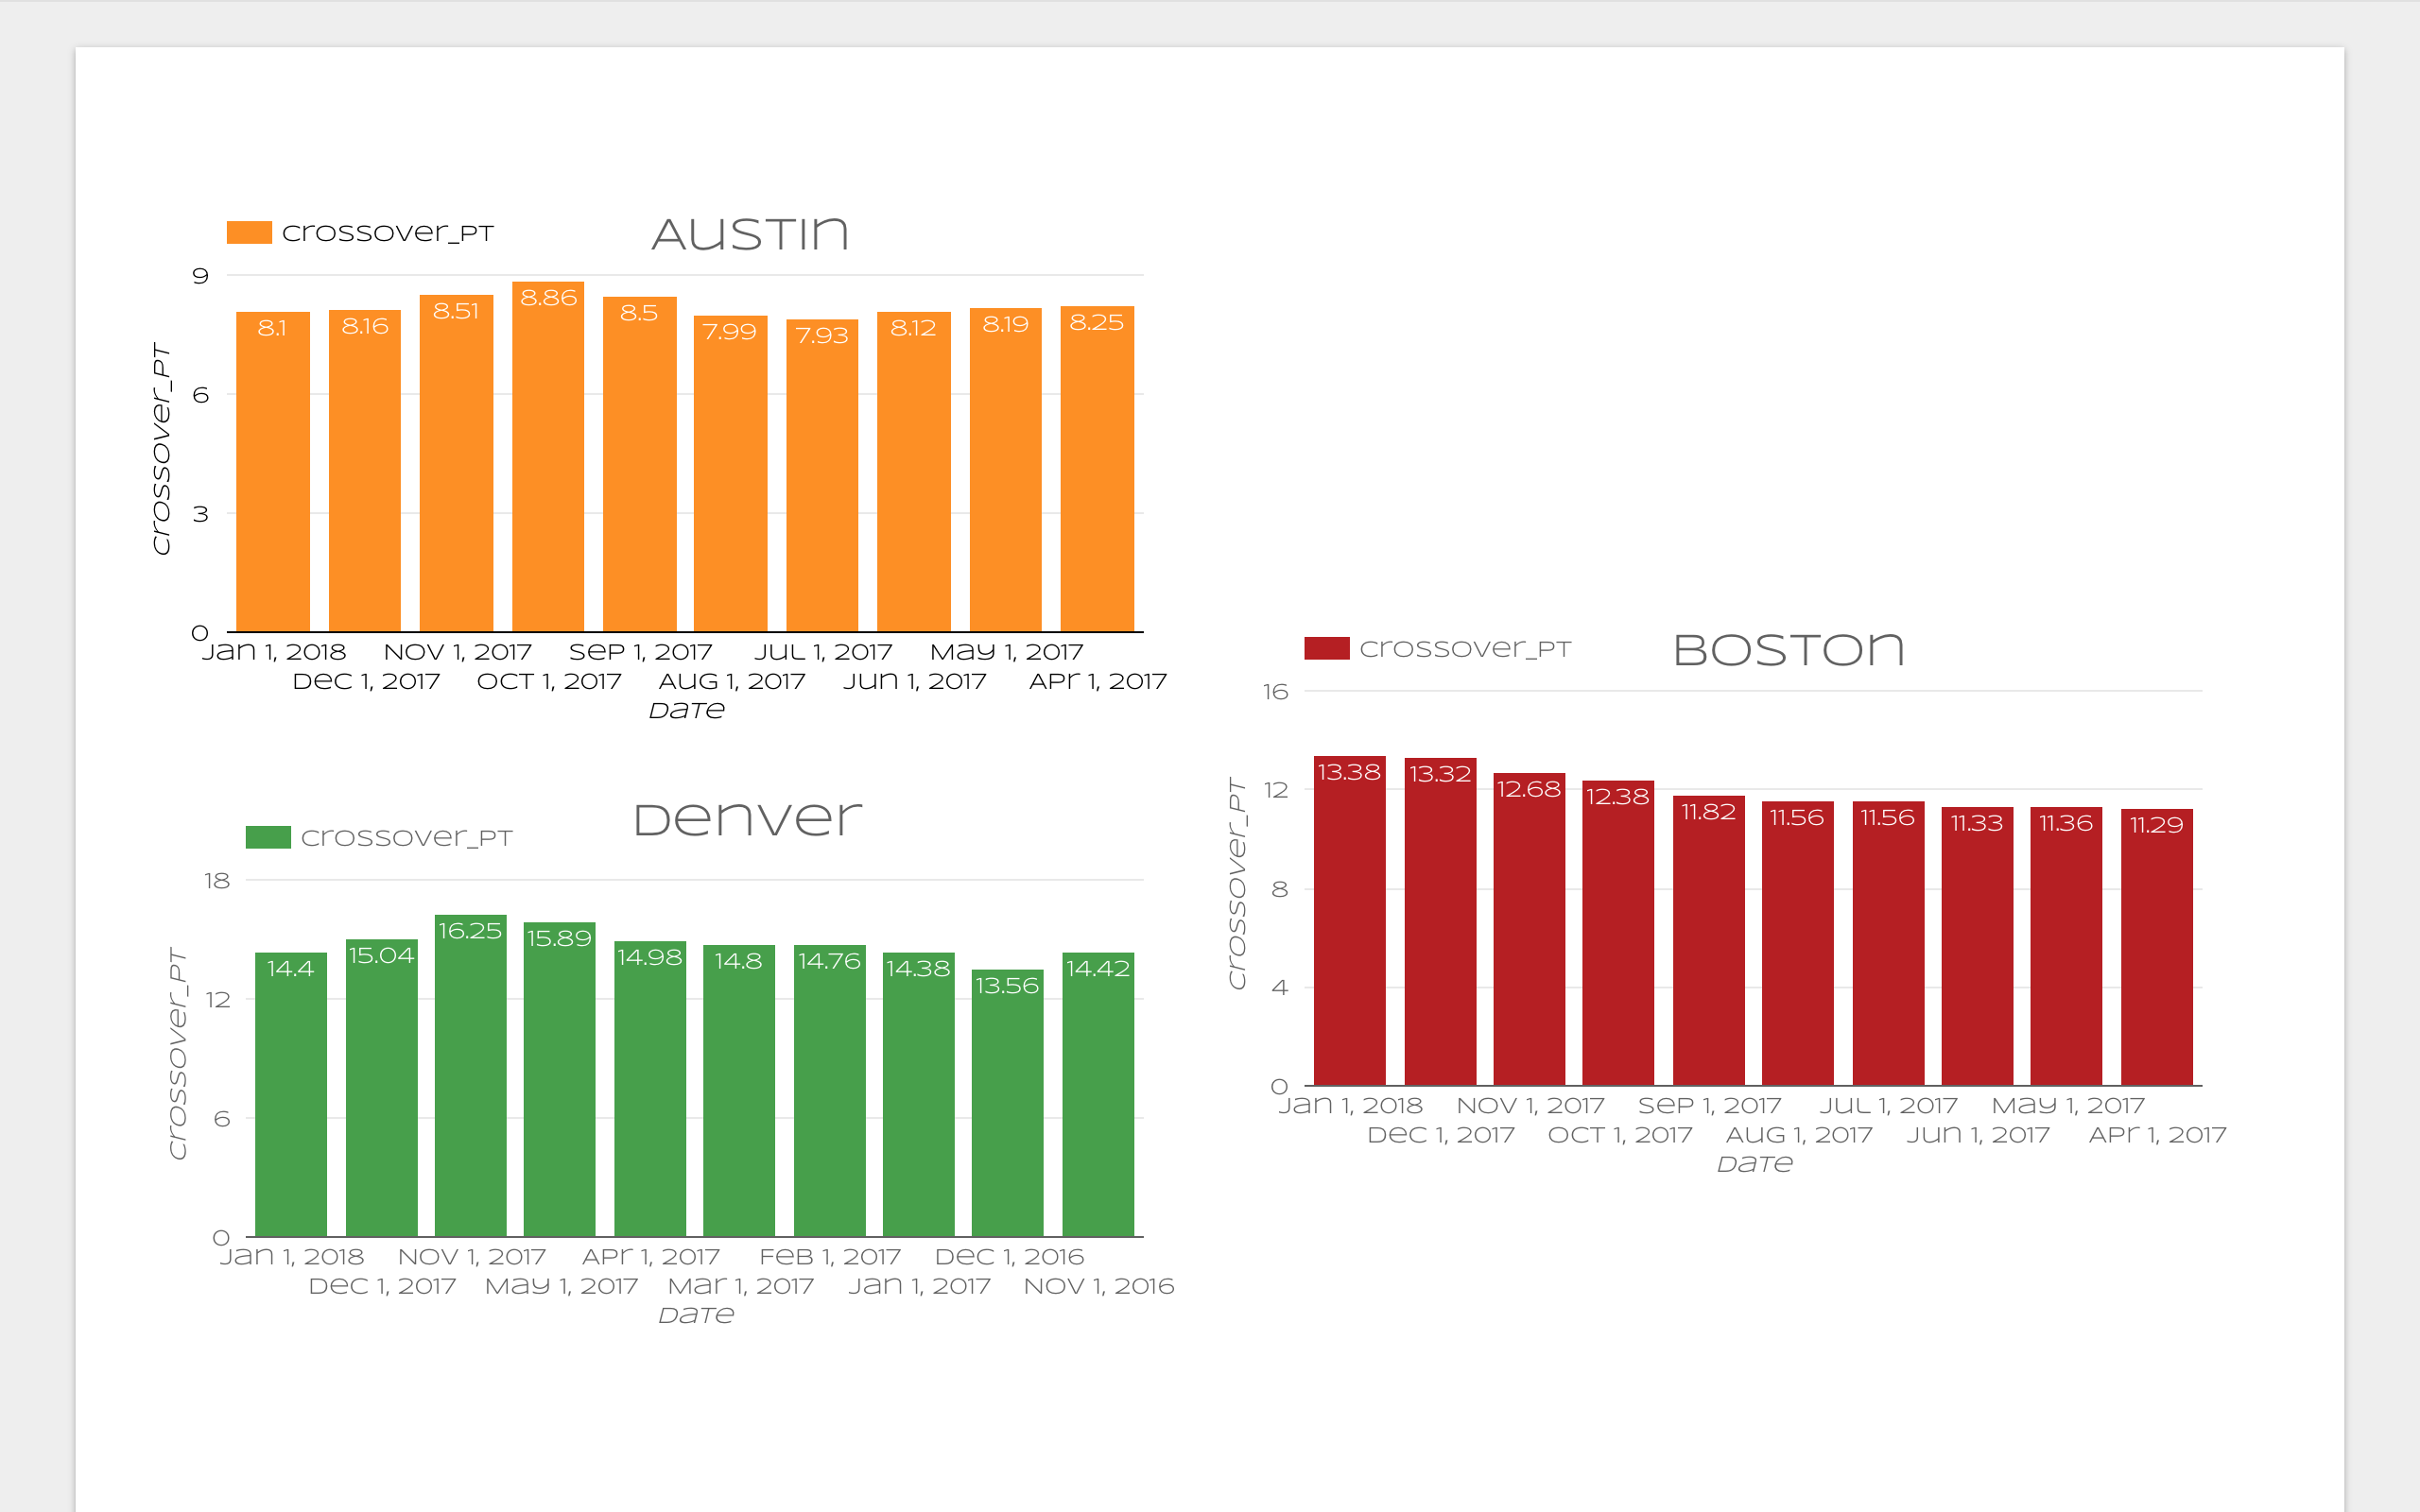 crossover_pt
Austin
9
6
3
0
crossover_pt
8.1
8.16
8.51
8.86
8.5
7.99
7.93
8.12
8.19
8.25
Jan 1, 2018
Dec 1, 2017
Nov 1, 2017
Oct 1, 2017
Sep 1, 2017
Aug 1, 2017
Jul 1, 2017
Jun 1, 2017
May 1, 2017
Apr 1, 2017
Date
crossover_pt
Denver
18
12
6
0
crossover_pt
14.4
15.04
16.25
15.89
14.98
14.8
14.76
14.38
13.56
14.42
Jan 1, 2018
Dec 1, 2017
Nov 1, 2017
May 1, 2017
Apr 1, 2017
Mar 1, 2017
Feb 1, 2017
Jan 1, 2017
Dec 1, 2016
Nov 1, 2016
Date
crossover_pt
Boston
16
12
8
4
0
crossover_pt
13.38
13.32
12.68
12.38
11.82
11.56
11.56
11.33
11.36
11.29
Jan 1, 2018
Dec 1, 2017
Nov 1, 2017
Oct 1, 2017
Sep 1, 2017
Aug 1, 2017
Jul 1, 2017
Jun 1, 2017
May 1, 2017
Apr 1, 2017
Date